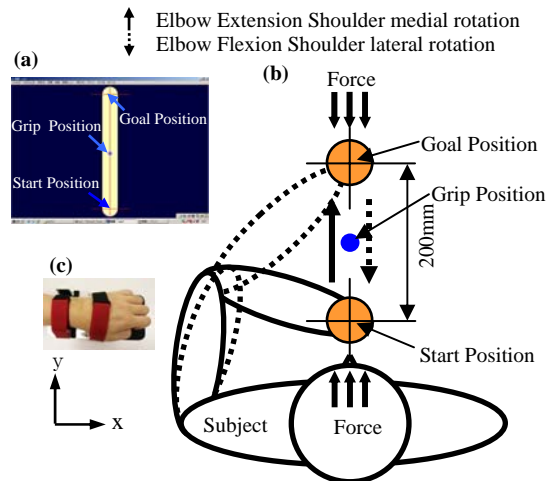 Elbow Extension Shoulder medial rotation
Elbow Flexion Shoulder lateral rotation
(a)
Grip Position
Goal Position
Start Position
(b)
Force
Goal Position
Grip Position
200mm
Start Position
(c)
y
x
Subject
Force